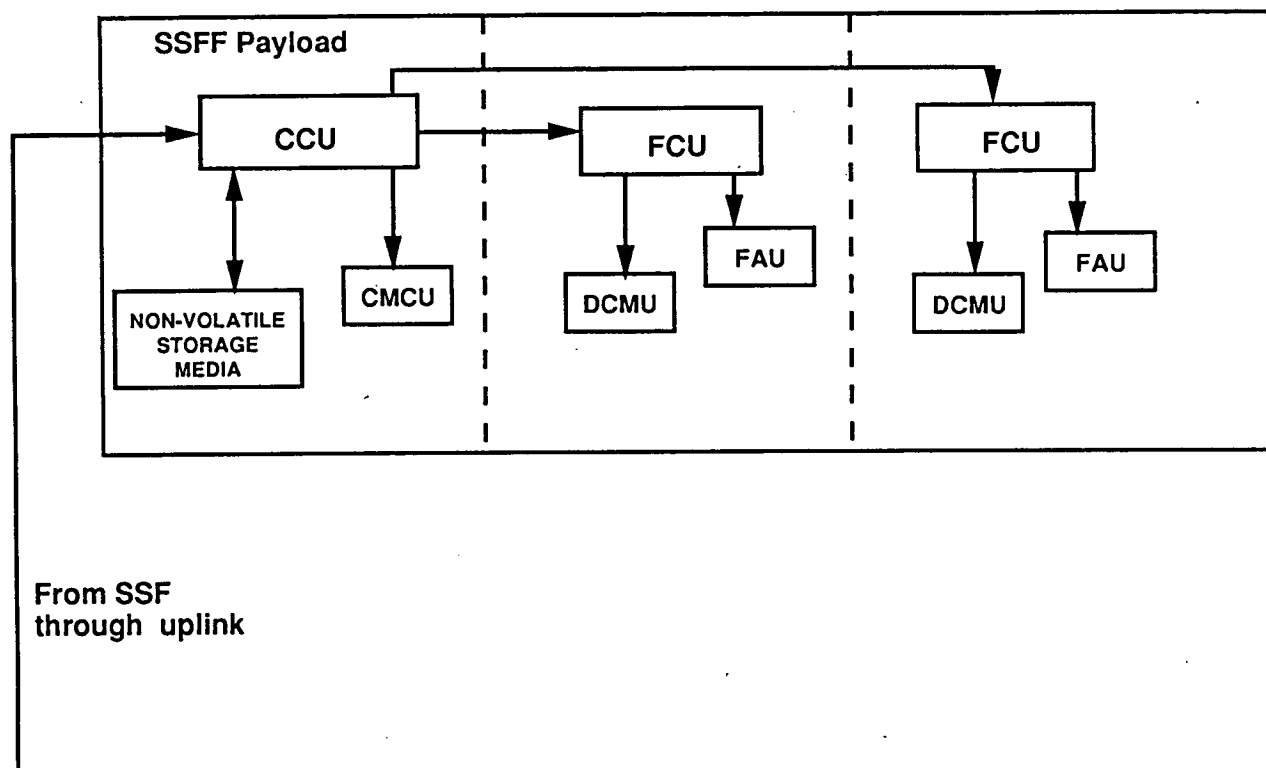 SSFF Payload
CCU
FCU
FCU
FAU
FAU
CMCU
DCMU
DCMU
NON-VOLATILE
STORAGE
MEDIA
From SSF
through uplink